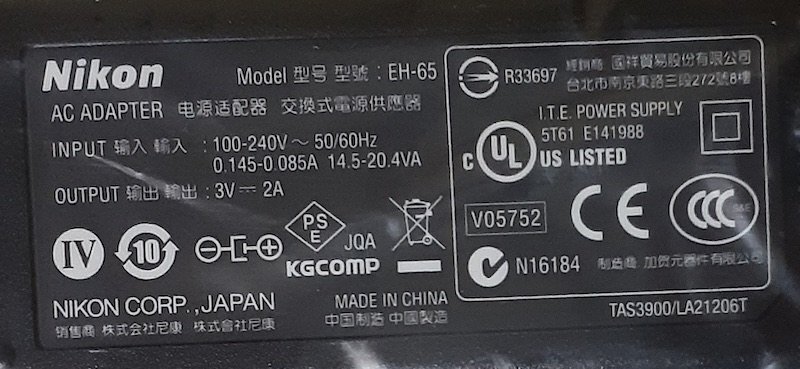 Nikon Model 型号 型號 : EH-65
AC ADAPTER 电源适配器 交換式電源供應器
INPUT 输入 輸入 : 100-240V ～ 50/60Hz
0.145-0.085A 14.5-20.4VA
OUTPUT 输出 輸出 : 3V ⎓ 2A
IV 10 PS E JQA
KGCOMP
NIKON CORP.,JAPAN
销售商 株式会社尼康 株式會社尼康
MADE IN CHINA
中国制造 中國製造
R33697 經銷商 國祥貿易股份有限公司
台北市南京東路三段272號8樓
I.T.E. POWER SUPPLY
5T61 E141988
c UL US LISTED
V05752 CE CCC S&E
N16184 制造商 加贺元器件有限公司
TAS3900/LA21206T